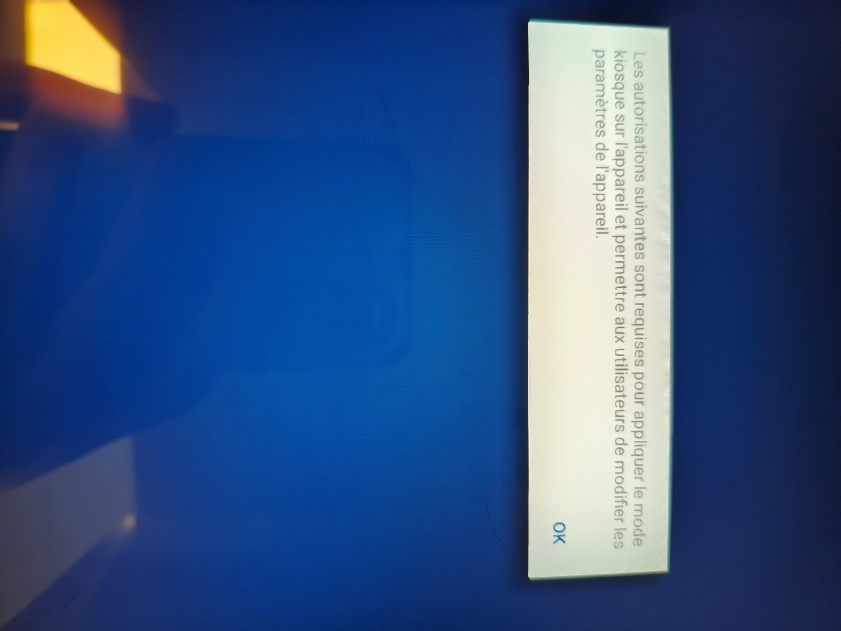 Les autorisations suivantes sont requises pour appliquer le mode
kiosque sur l'appareil et permettre aux utilisateurs de modifier les
paramètres de l'appareil.
OK